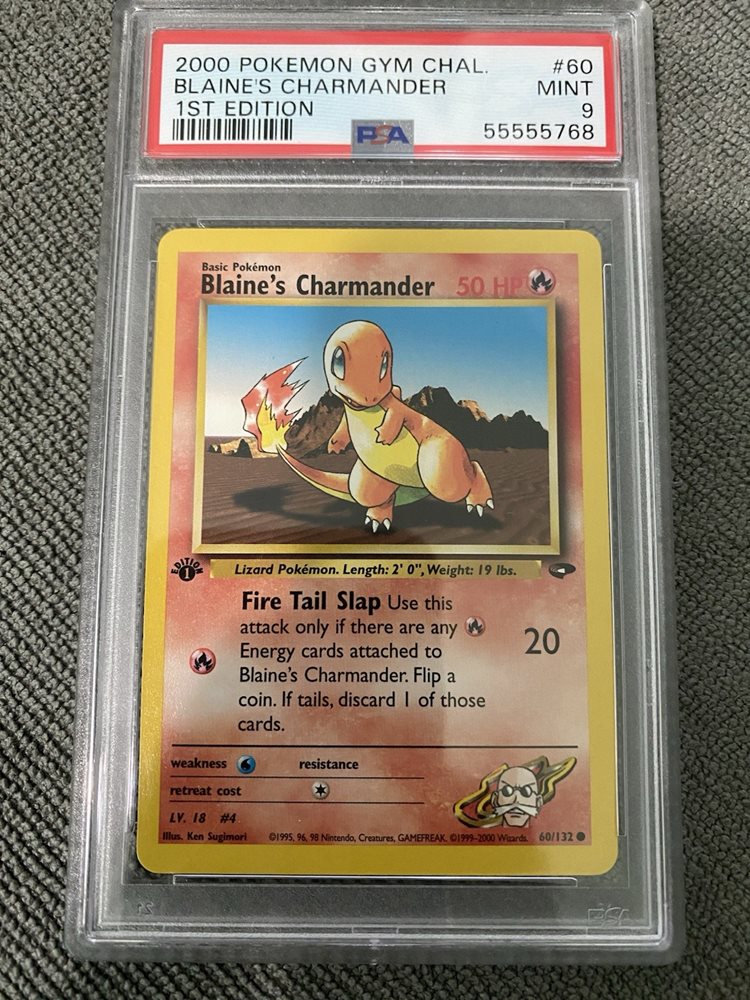 2000 POKEMON GYM CHAL. #60
BLAINE'S CHARMANDER MINT
1ST EDITION 9
PSA 55555768
Basic Pokémon
Blaine's Charmander 50 HP
EDITION
1
Lizard Pokémon. Length: 2' 0", Weight: 19 lbs.
Fire Tail Slap Use this
attack only if there are any
Energy cards attached to
Blaine's Charmander. Flip a
coin. If tails, discard 1 of those
cards.
20
weakness resistance
retreat cost
LV. 18 #4
Illus. Ken Sugimori ©1995, 96, 98 Nintendo, Creatures, GAMEFREAK. ©1999-2000 Wizards. 60/132
PSA